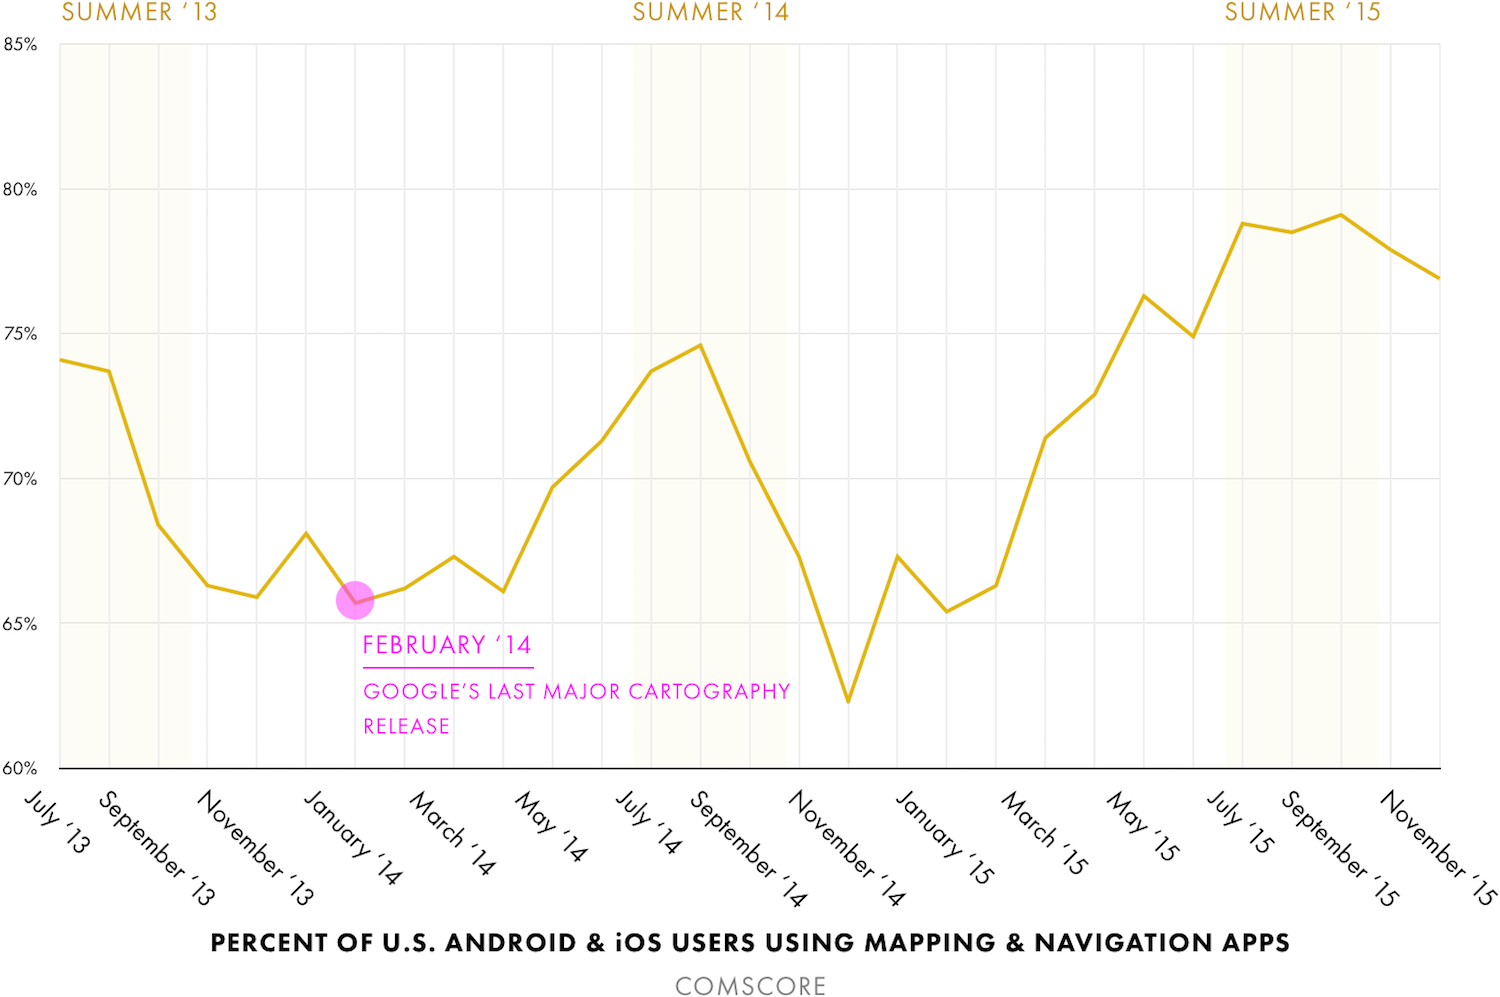 SUMMER ‘13
SUMMER ‘14
SUMMER ‘15
85%
80%
75%
70%
65%
60%
FEBRUARY ‘14
GOOGLE’S LAST MAJOR CARTOGRAPHY
RELEASE
July ‘13
September ‘13
November ‘13
January ‘14
March ‘14
May ‘14
July ‘14
September ‘14
November ‘14
January ‘15
March ‘15
May ‘15
July ‘15
September ‘15
November ‘15
PERCENT OF U.S. ANDROID & iOS USERS USING MAPPING & NAVIGATION APPS
COMSCORE